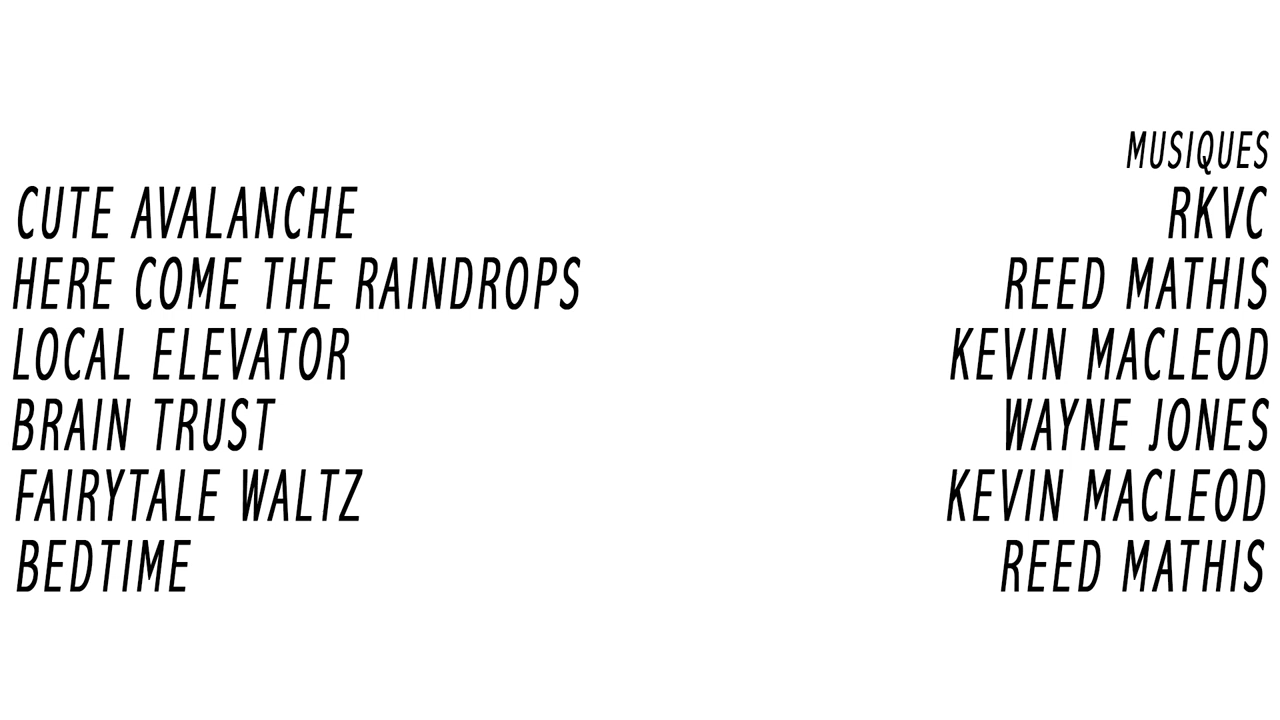 MUSIQUES
CUTE AVALANCHE RKVC
HERE COME THE RAINDROPS REED MATHIS
LOCAL ELEVATOR KEVIN MACLEOD
BRAIN TRUST WAYNE JONES
FAIRYTALE WALTZ KEVIN MACLEOD
BEDTIME REED MATHIS